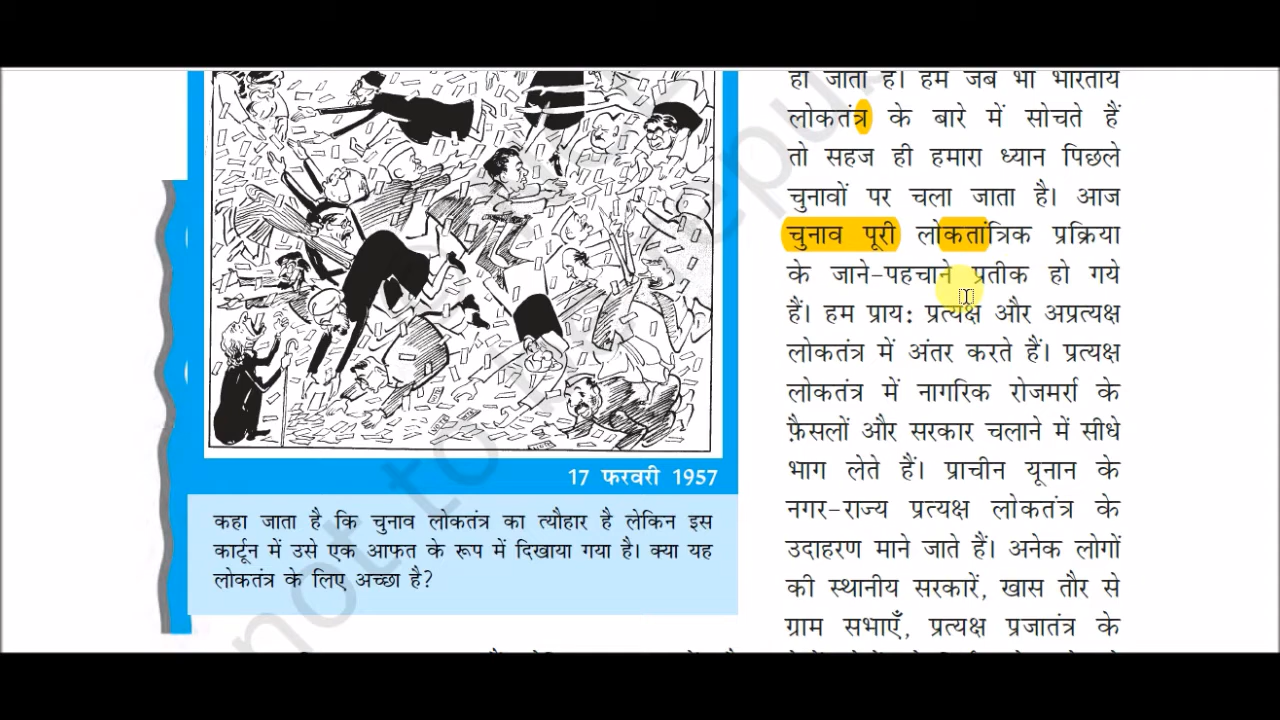 17 फरवरी 1957
कहा जाता है कि चुनाव लोकतंत्र का त्यौहार है लेकिन इस
कार्टून में उसे एक आफत के रूप में दिखाया गया है। क्या यह
लोकतंत्र के लिए अच्छा है?
हो जाता है। हम जब भी भारतीय
लोकतंत्र के बारे में सोचते हैं
तो सहज ही हमारा ध्यान पिछले
चुनावों पर चला जाता है। आज
चुनाव पूरी लोकतांत्रिक प्रक्रिया
के जाने-पहचाने प्रतीक हो गये
हैं। हम प्राय: प्रत्यक्ष और अप्रत्यक्ष
लोकतंत्र में अंतर करते हैं। प्रत्यक्ष
लोकतंत्र में नागरिक रोजमर्रा के
फ़ैसलों और सरकार चलाने में सीधे
भाग लेते हैं। प्राचीन यूनान के
नगर-राज्य प्रत्यक्ष लोकतंत्र के
उदाहरण माने जाते हैं। अनेक लोगों
की स्थानीय सरकारें, खास तौर से
ग्राम सभाएँ, प्रत्यक्ष प्रजातंत्र के
not to
repu